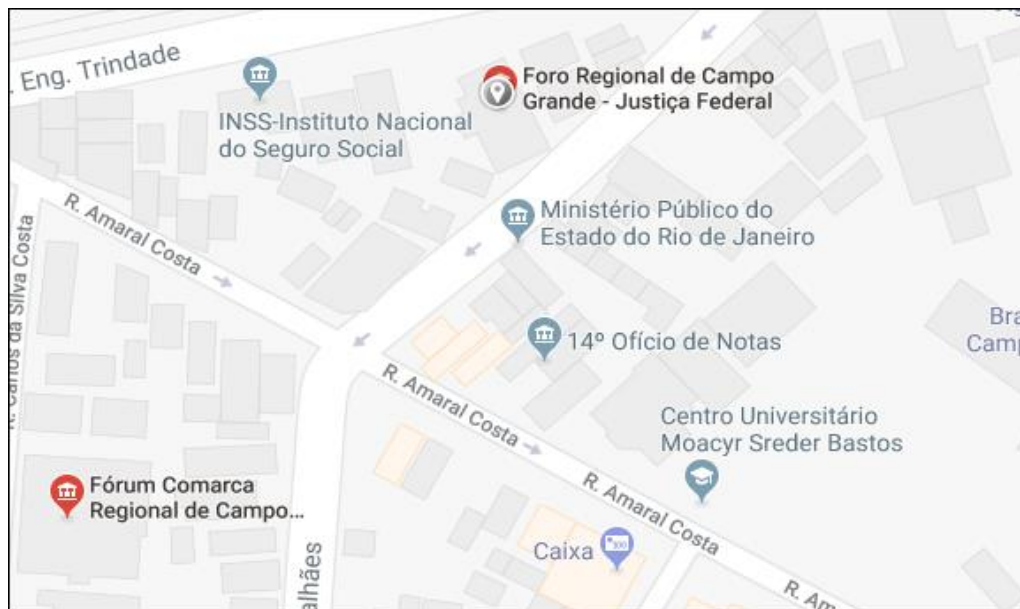 Eng. Trindade
INSS-Instituto Nacional
do Seguro Social
Foro Regional de Campo
Grande - Justiça Federal
R. Amaral Costa
Ministério Público do
Estado do Rio de Janeiro
R. Carlos da Silva Costa
14º Ofício de Notas
Bra
Camp
R. Amaral Costa
Centro Universitário
Moacyr Sreder Bastos
Fórum Comarca
Regional de Campo...
R. Amaral Costa
Caixa
alhães
R. Am